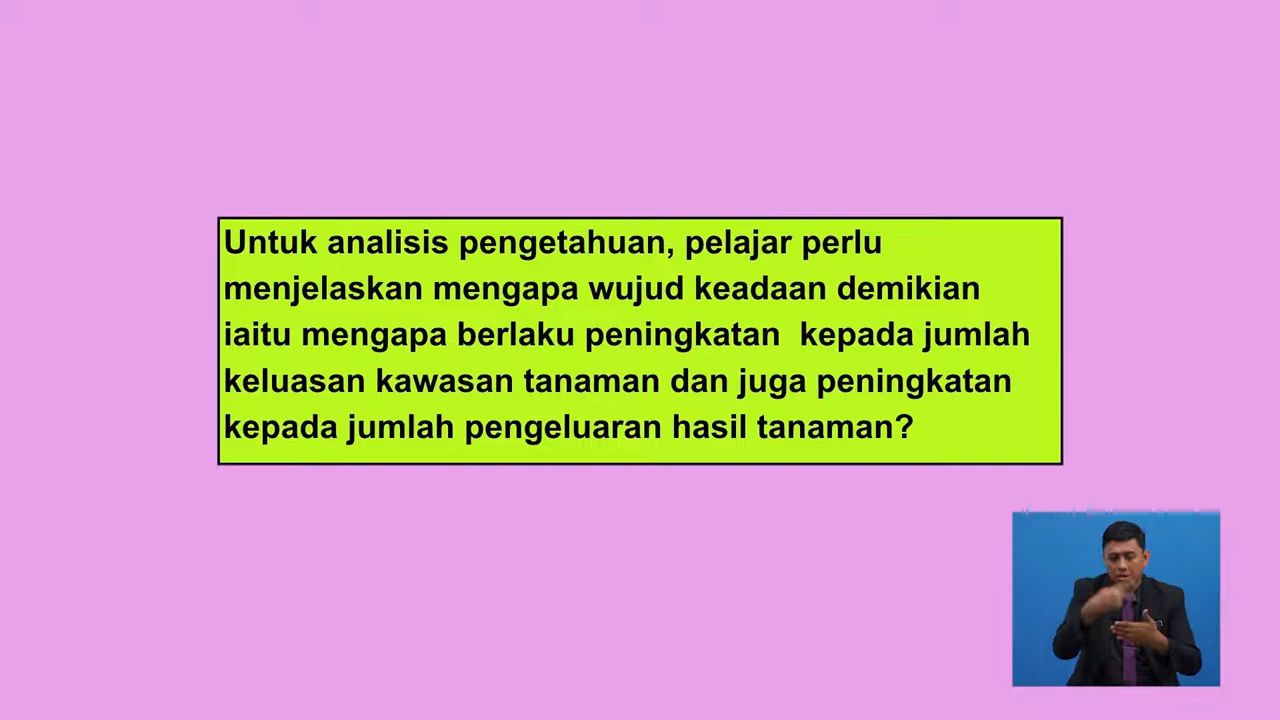 Untuk analisis pengetahuan, pelajar perlu
menjelaskan mengapa wujud keadaan demikian
iaitu mengapa berlaku peningkatan  kepada jumlah
keluasan kawasan tanaman dan juga peningkatan
kepada jumlah pengeluaran hasil tanaman?